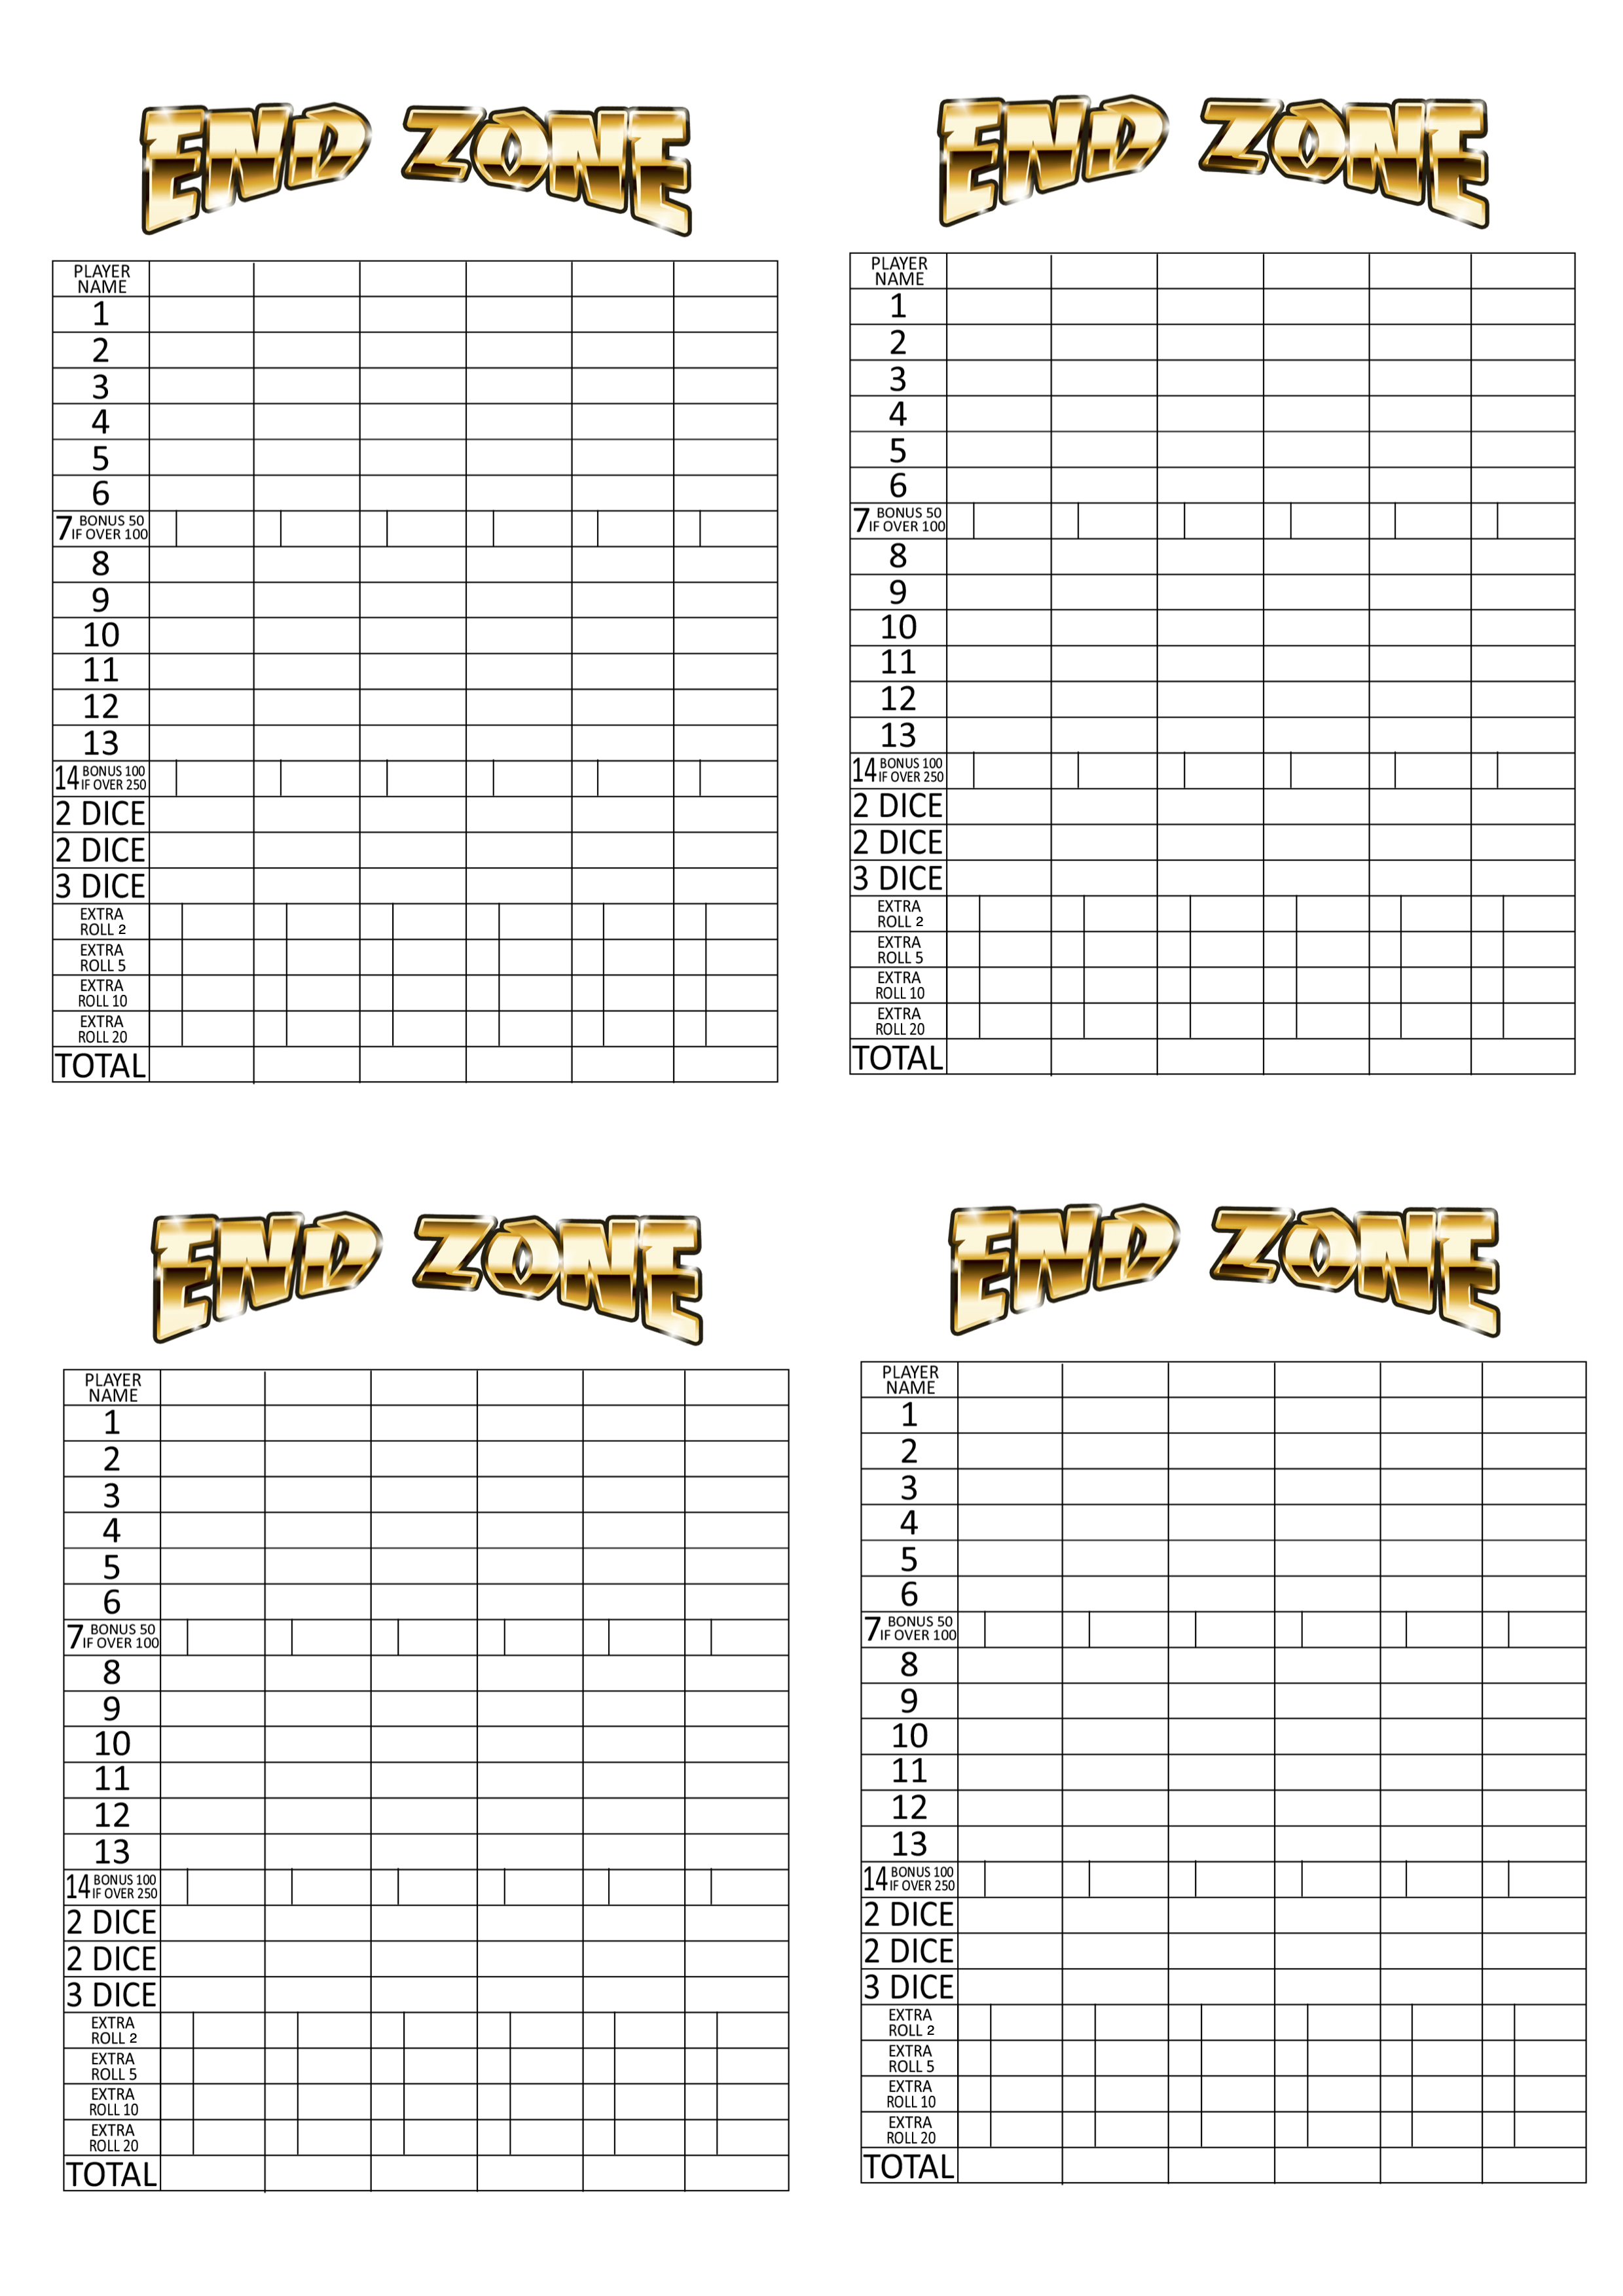 END ZONE
PLAYER
NAME
1
2
3
4
5
6
7 BONUS 50
IF OVER 100
8
9
10
11
12
13
14 BONUS 100
IF OVER 250
2 DICE
2 DICE
3 DICE
EXTRA
ROLL 2
EXTRA
ROLL 5
EXTRA
ROLL 10
EXTRA
ROLL 20
TOTAL
END ZONE
PLAYER
NAME
1
2
3
4
5
6
7 BONUS 50
IF OVER 100
8
9
10
11
12
13
14 BONUS 100
IF OVER 250
2 DICE
2 DICE
3 DICE
EXTRA
ROLL 2
EXTRA
ROLL 5
EXTRA
ROLL 10
EXTRA
ROLL 20
TOTAL
END ZONE
PLAYER
NAME
1
2
3
4
5
6
7 BONUS 50
IF OVER 100
8
9
10
11
12
13
14 BONUS 100
IF OVER 250
2 DICE
2 DICE
3 DICE
EXTRA
ROLL 2
EXTRA
ROLL 5
EXTRA
ROLL 10
EXTRA
ROLL 20
TOTAL
END ZONE
PLAYER
NAME
1
2
3
4
5
6
7 BONUS 50
IF OVER 100
8
9
10
11
12
13
14 BONUS 100
IF OVER 250
2 DICE
2 DICE
3 DICE
EXTRA
ROLL 2
EXTRA
ROLL 5
EXTRA
ROLL 10
EXTRA
ROLL 20
TOTAL